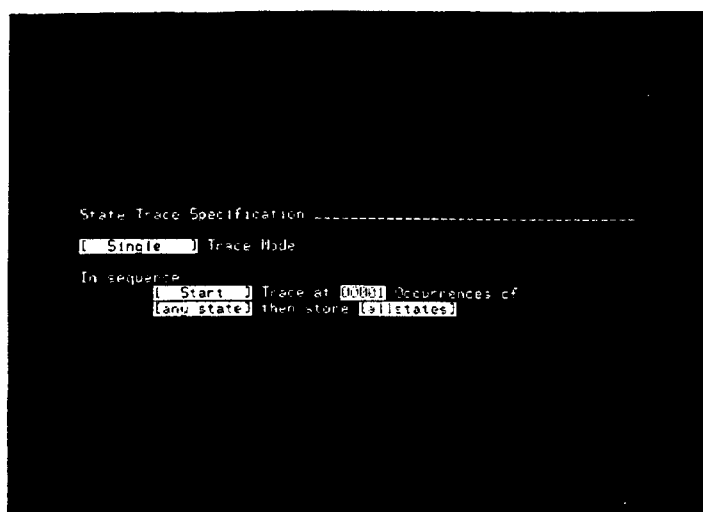 State Trace Specification ________________________________
[ Single ] Trace Mode
In sequence
[ Start ] Trace at 00001 Occurrences of
[any state] then store [allstates]